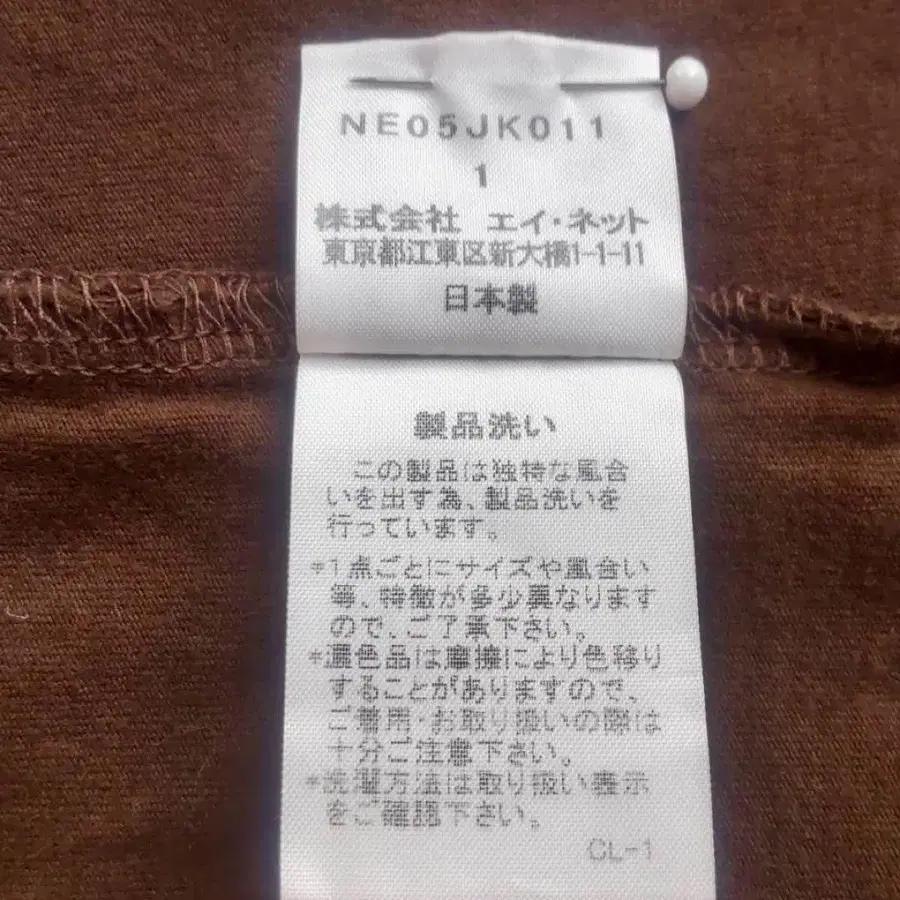 NE05JK011
1
株式会社 エイ・ネット
東京都江東区新大橋1-1-11
日本製
製品洗い
この製品は独特な風合
いを出す為、製品洗いを
行っています。
*1点ごとにサイズや風合い
等、特徴が多少異なります
ので、ご了承下さい。
*濃色品は摩擦により色移り
することがありますので、
ご着用・お取り扱いの際は
十分ご注意下さい。
*洗濯方法は取り扱い表示
をご確認下さい。
CL-1